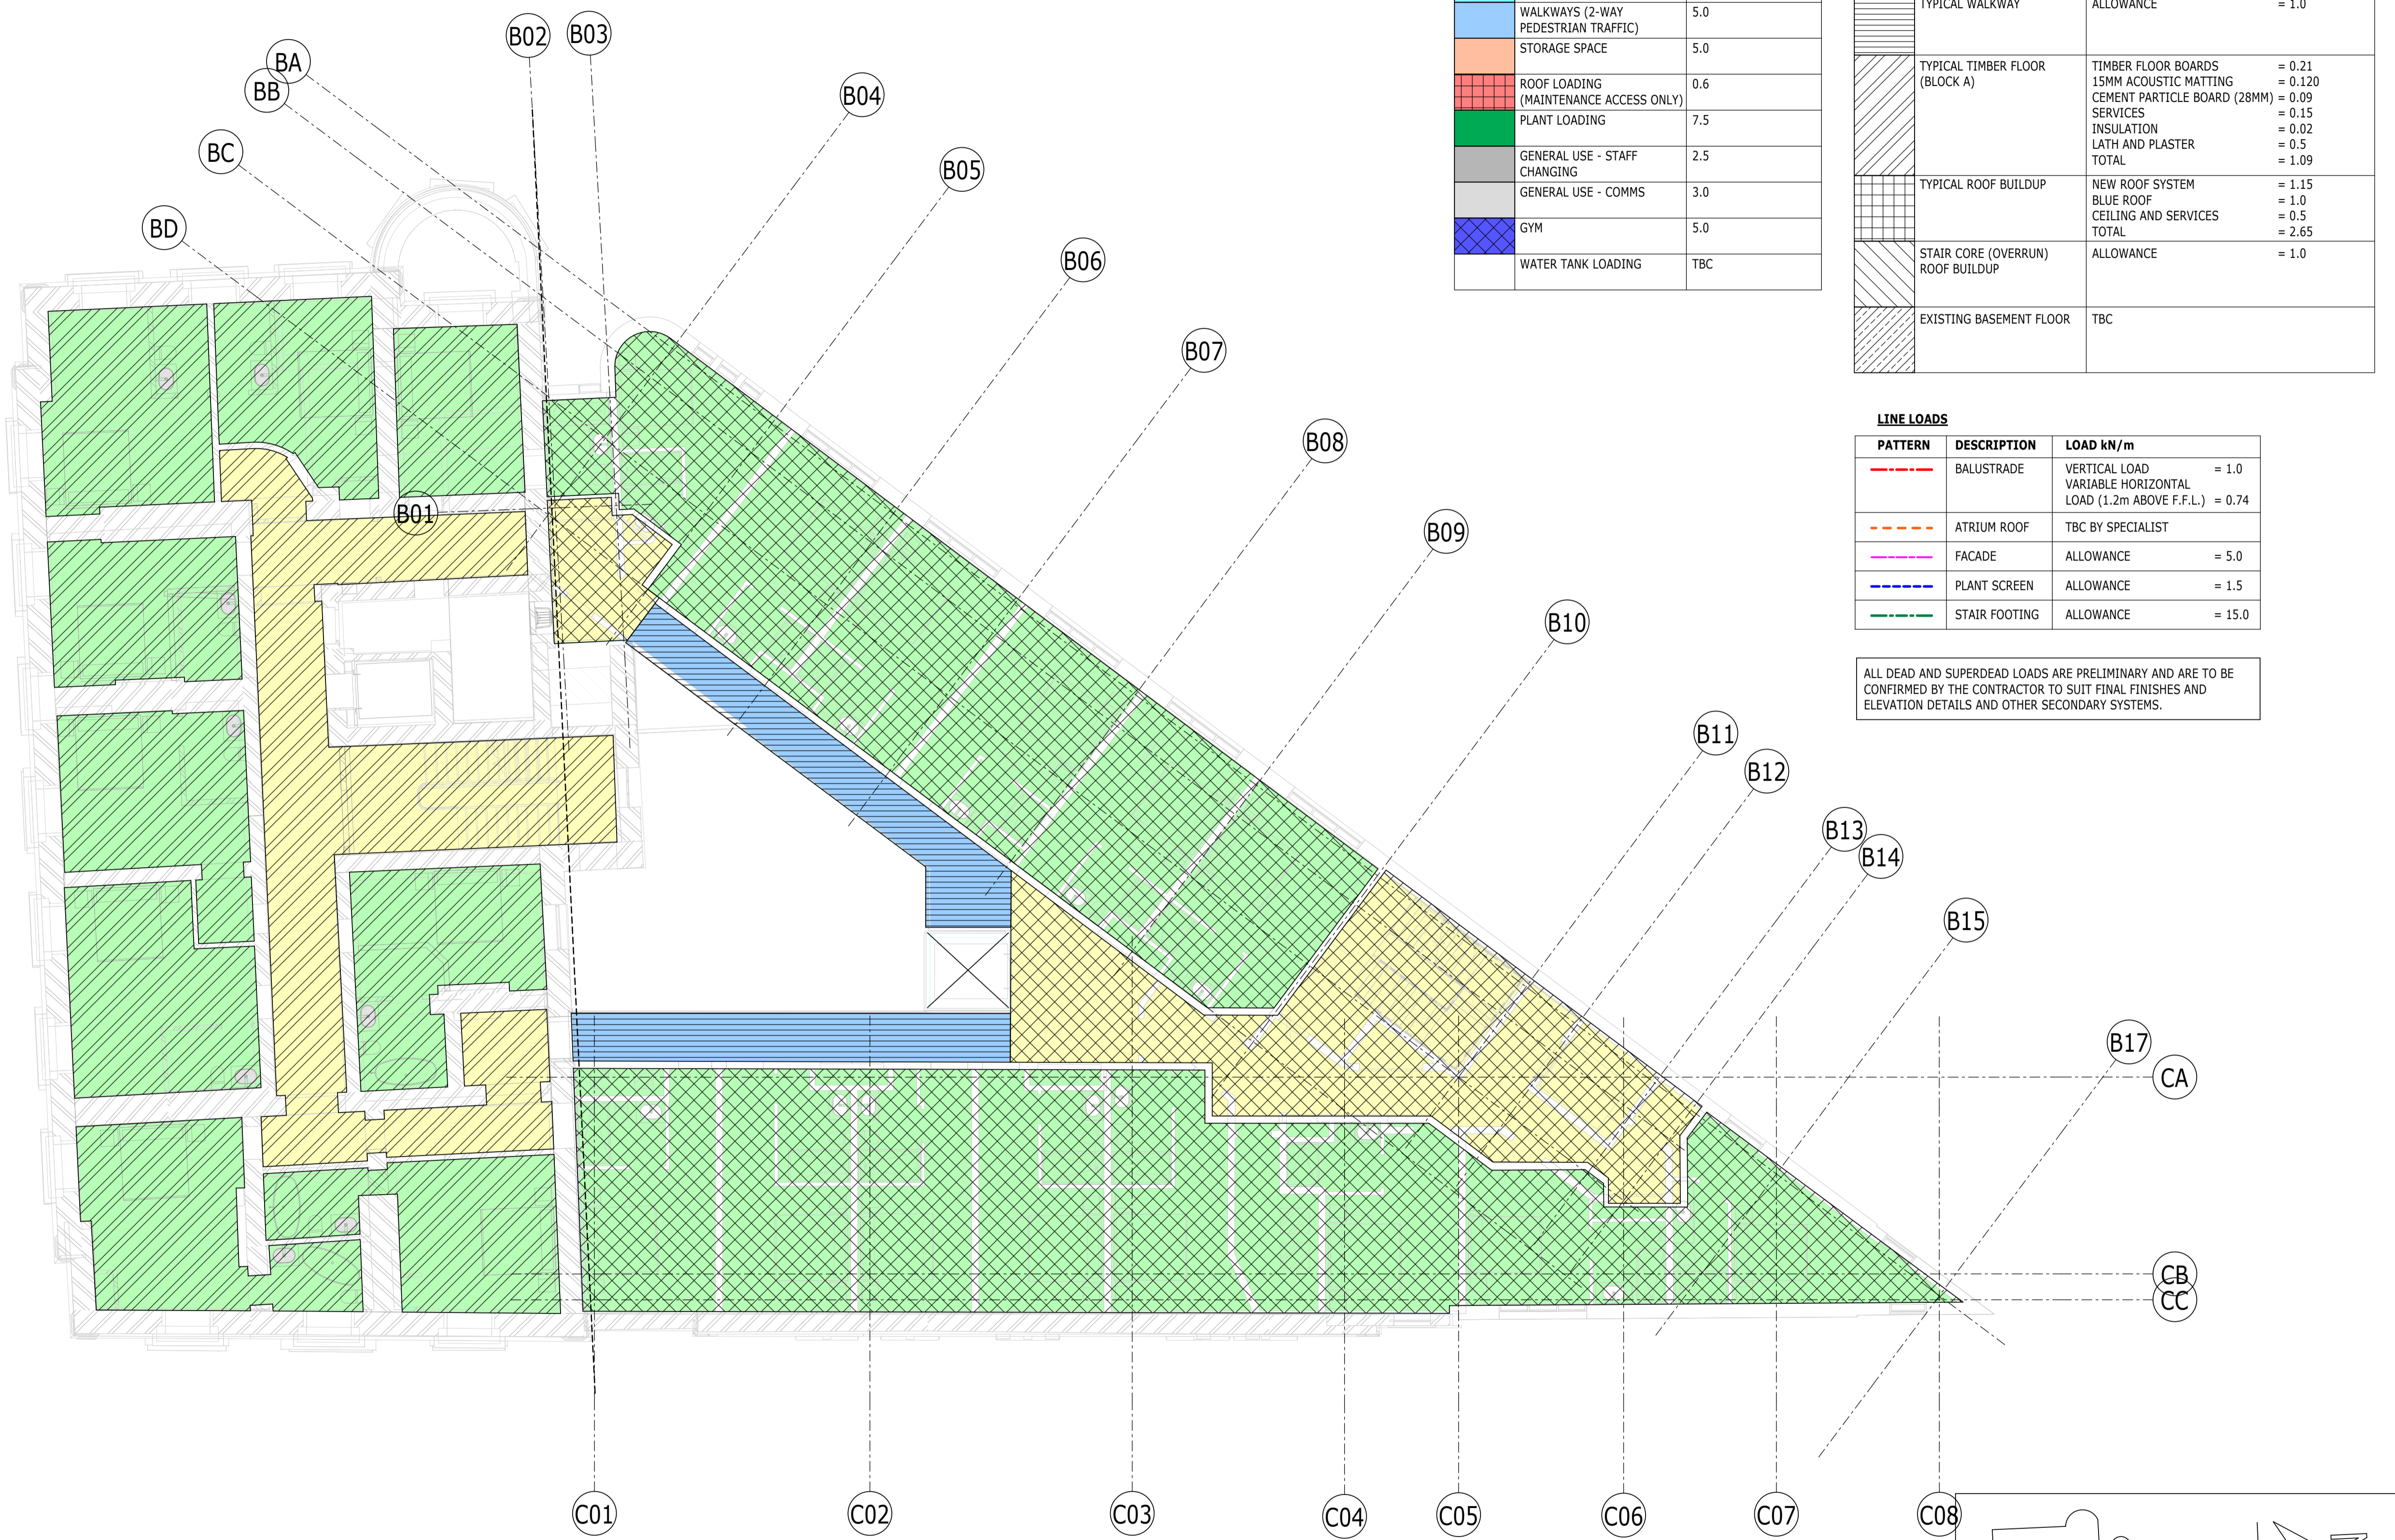 WALKWAYS (2-WAY 5.0
PEDESTRIAN TRAFFIC)
STORAGE SPACE 5.0
ROOF LOADING 0.6
(MAINTENANCE ACCESS ONLY)
PLANT LOADING 7.5
GENERAL USE - STAFF 2.5
CHANGING
GENERAL USE - COMMS 3.0
GYM 5.0
WATER TANK LOADING TBC
TYPICAL WALKWAY ALLOWANCE = 1.0
TYPICAL TIMBER FLOOR TIMBER FLOOR BOARDS = 0.21
(BLOCK A) 15MM ACOUSTIC MATTING = 0.120
CEMENT PARTICLE BOARD (28MM) = 0.09
SERVICES = 0.15
INSULATION = 0.02
LATH AND PLASTER = 0.5
TOTAL = 1.09
TYPICAL ROOF BUILDUP NEW ROOF SYSTEM = 1.15
BLUE ROOF = 1.0
CEILING AND SERVICES = 0.5
TOTAL = 2.65
STAIR CORE (OVERRUN) ALLOWANCE = 1.0
ROOF BUILDUP
EXISTING BASEMENT FLOOR TBC
LINE LOADS
PATTERN DESCRIPTION LOAD kN/m
BALUSTRADE VERTICAL LOAD = 1.0
VARIABLE HORIZONTAL
LOAD (1.2m ABOVE F.F.L.) = 0.74
ATRIUM ROOF TBC BY SPECIALIST
FACADE ALLOWANCE = 5.0
PLANT SCREEN ALLOWANCE = 1.5
STAIR FOOTING ALLOWANCE = 15.0
ALL DEAD AND SUPERDEAD LOADS ARE PRELIMINARY AND ARE TO BE
CONFIRMED BY THE CONTRACTOR TO SUIT FINAL FINISHES AND
ELEVATION DETAILS AND OTHER SECONDARY SYSTEMS.
B02
B03
BA
BB
B04
BC
B05
BD
B06
B07
B08
B01
B09
B10
B11
B12
B13
B14
B15
B17
CA
CB
CC
C01
C02
C03
C04
C05
C06
C07
C08